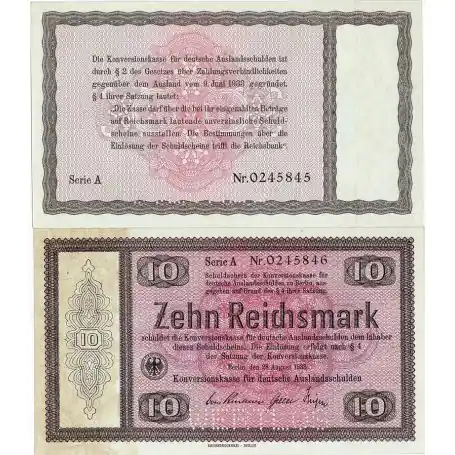 Die Konversionskasse für deutsche Auslandsschulden ist
durch § 2 des Gesetzes über Zahlungsverbindlichkeiten
gegenüber dem Ausland vom 9. Juni 1933 gegründet.
§ 4 ihrer Satzung lautet:
„Die Kasse darf über die bei ihr eingezahlten Beträge
auf Reichsmark lautende unverzinsliche Schuld-
scheine ausstellen. Die Bestimmungen über die
Einlösung der Schuldscheine trifft die Reichsbank“.
Serie A Nr.0245845
10 Serie A Nr.0245846 10
Schuldschein der Konversionskasse für
deutsche Auslandsschulden zu Berlin, aus-
gegeben auf Grund des § 4 ihrer Satzung.
Zehn Reichsmark
10
schuldet die Konversionskasse für deutsche Auslandsschulden dem Inhaber
dieses Schuldscheins. Die Einlösung erfolgt nach § 4
der Satzung der Konversionskasse.
Berlin, den 28. August 1933.
Konversionskasse für deutsche Auslandsschulden
10 10
REICHSDRUCKEREI · BERLIN